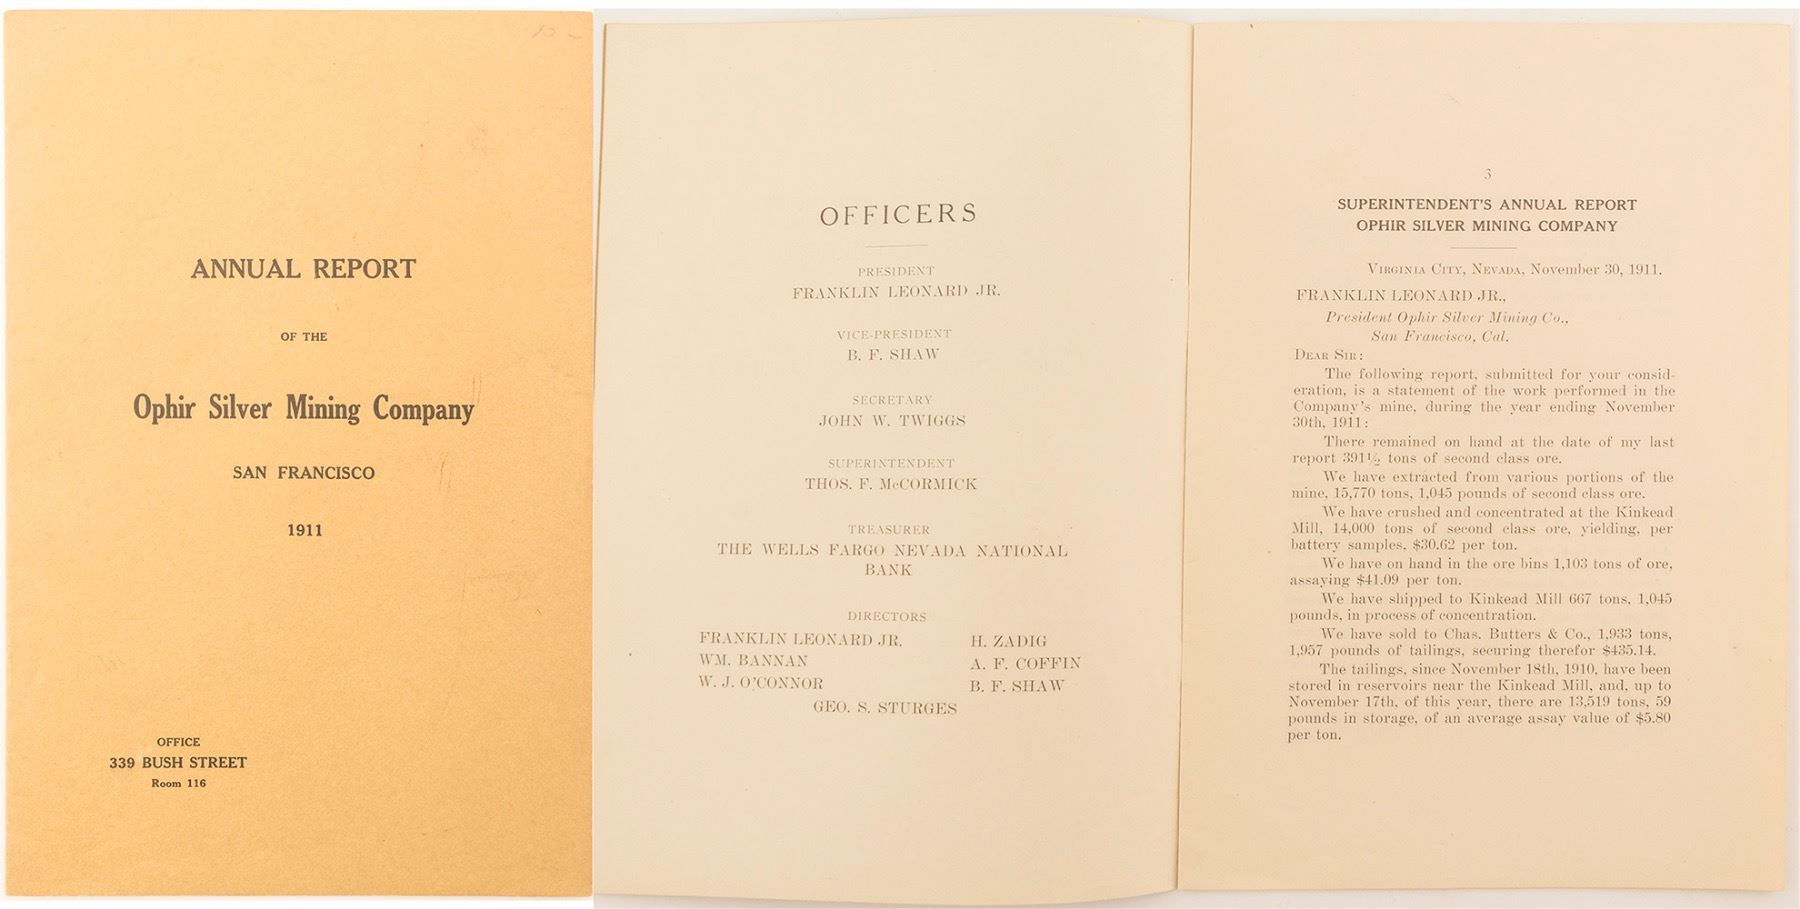 ANNUAL REPORT
OF THE
Ophir Silver Mining Company
SAN FRANCISCO
1911
OFFICE
339 BUSH STREET
Room 116
OFFICERS
PRESIDENT
FRANKLIN LEONARD JR.
VICE-PRESIDENT
B. F. SHAW
SECRETARY
JOHN W. TWIGGS
SUPERINTENDENT
THOS. F. McCORMICK
TREASURER
THE WELLS FARGO NEVADA NATIONAL
BANK
DIRECTORS
FRANKLIN LEONARD JR. H. ZADIG
WM. BANNAN A. F. COFFIN
W. J. O'CONNOR B. F. SHAW
GEO. S. STURGES
3
SUPERINTENDENT'S ANNUAL REPORT
OPHIR SILVER MINING COMPANY
VIRGINIA CITY, NEVADA, November 30, 1911.
FRANKLIN LEONARD JR.,
President Ophir Silver Mining Co.,
San Francisco, Cal.
DEAR SIR:
The following report, submitted for your consid-
eration, is a statement of the work performed in the
Company's mine, during the year ending November
30th, 1911:
There remained on hand at the date of my last
report 391½ tons of second class ore.
We have extracted from various portions of the
mine, 15,770 tons, 1,045 pounds of second class ore.
We have crushed and concentrated at the Kinkead
Mill, 14,000 tons of second class ore, yielding, per
battery samples, $30.62 per ton.
We have on hand in the ore bins 1,103 tons of ore,
assaying $41.09 per ton.
We have shipped to Kinkead Mill 667 tons, 1,045
pounds, in process of concentration.
We have sold to Chas. Butters & Co., 1,933 tons,
1,957 pounds of tailings, securing therefor $435.14.
The tailings, since November 18th, 1910, have been
stored in reservoirs near the Kinkead Mill, and, up to
November 17th, of this year, there are 13,519 tons, 59
pounds in storage, of an average assay value of $5.80
per ton.